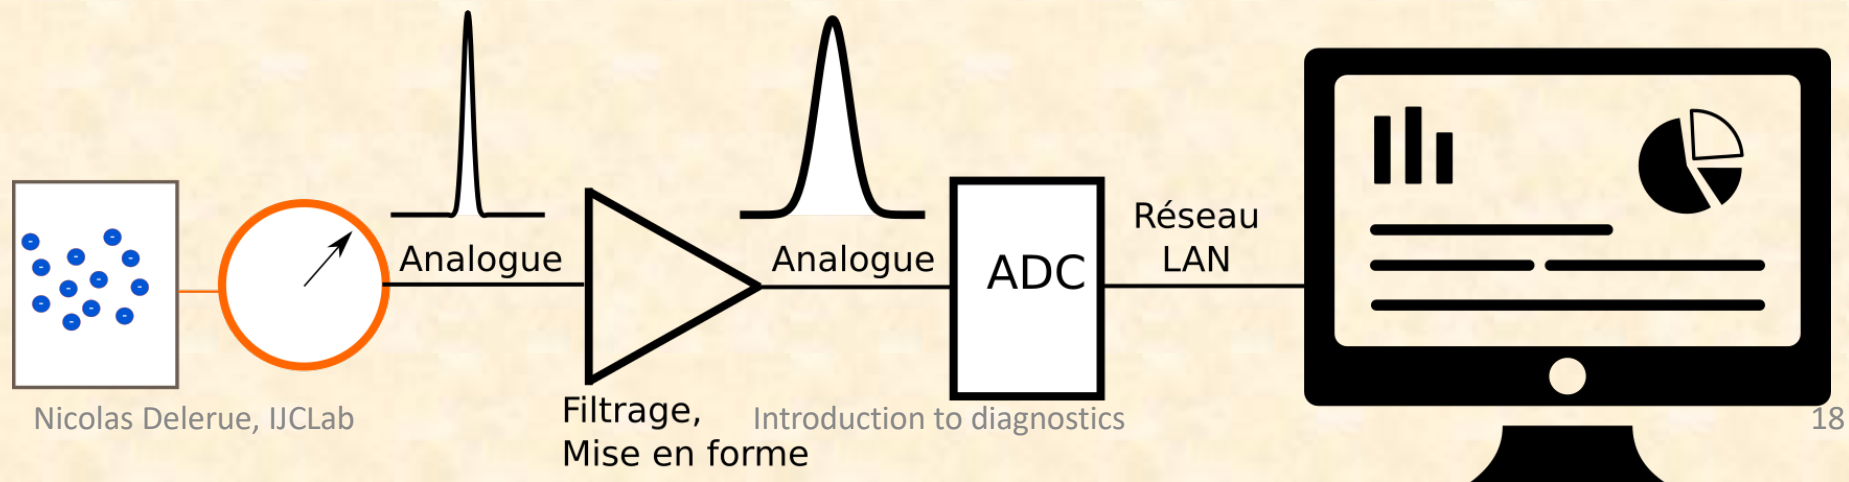 Analogue
Filtrage,
Mise en forme
Analogue
ADC
Réseau
LAN
Nicolas Delerue, IJCLab
Introduction to diagnostics
18